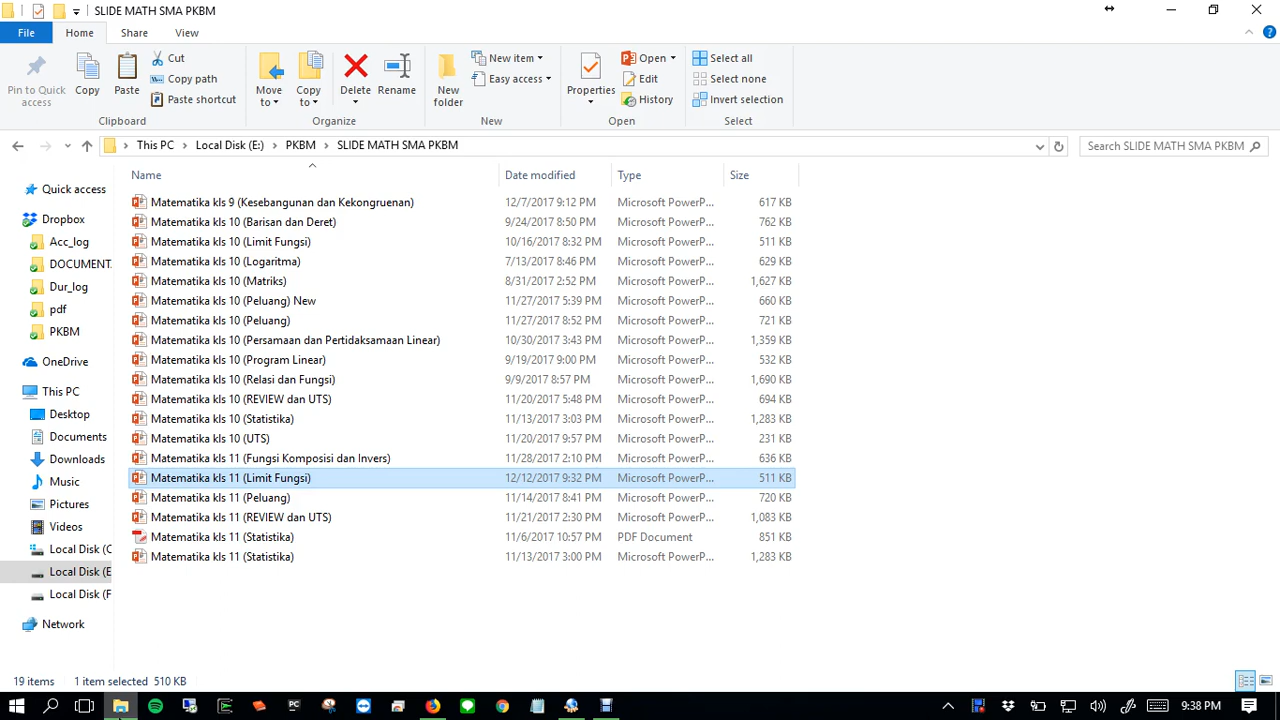 SLIDE MATH SMA PKBM
File Home Share View
Pin to Quick access
Copy
Paste
Cut
Copy path
Paste shortcut
Clipboard
Move to
Copy to
Delete
Rename
Organize
New folder
New item
Easy access
New
Properties
Open
Edit
History
Open
Select all
Select none
Invert selection
Select
This PC Local Disk (E:) PKBM SLIDE MATH SMA PKBM
Search SLIDE MATH SMA PKBM
Quick access
Dropbox
Acc_log
DOCUMENT
Dur_log
pdf
PKBM
OneDrive
This PC
Desktop
Documents
Downloads
Music
Pictures
Videos
Local Disk (C
Local Disk (E
Local Disk (F
Network
Name Date modified Type Size
Matematika kls 9 (Kesebangunan dan Kekongruenan) 12/7/2017 9:12 PM Microsoft PowerP... 617 KB
Matematika kls 10 (Barisan dan Deret) 9/24/2017 8:50 PM Microsoft PowerP... 762 KB
Matematika kls 10 (Limit Fungsi) 10/16/2017 8:32 PM Microsoft PowerP... 511 KB
Matematika kls 10 (Logaritma) 7/13/2017 8:46 PM Microsoft PowerP... 629 KB
Matematika kls 10 (Matriks) 8/31/2017 2:52 PM Microsoft PowerP... 1,627 KB
Matematika kls 10 (Peluang) New 11/27/2017 5:39 PM Microsoft PowerP... 660 KB
Matematika kls 10 (Peluang) 11/27/2017 8:52 PM Microsoft PowerP... 721 KB
Matematika kls 10 (Persamaan dan Pertidaksamaan Linear) 10/30/2017 3:43 PM Microsoft PowerP... 1,359 KB
Matematika kls 10 (Program Linear) 9/19/2017 9:00 PM Microsoft PowerP... 532 KB
Matematika kls 10 (Relasi dan Fungsi) 9/9/2017 8:57 PM Microsoft PowerP... 1,690 KB
Matematika kls 10 (REVIEW dan UTS) 11/20/2017 5:48 PM Microsoft PowerP... 694 KB
Matematika kls 10 (Statistika) 11/13/2017 3:03 PM Microsoft PowerP... 1,283 KB
Matematika kls 10 (UTS) 11/20/2017 9:57 PM Microsoft PowerP... 231 KB
Matematika kls 11 (Fungsi Komposisi dan Invers) 11/28/2017 2:10 PM Microsoft PowerP... 636 KB
Matematika kls 11 (Limit Fungsi) 12/12/2017 9:32 PM Microsoft PowerP... 511 KB
Matematika kls 11 (Peluang) 11/14/2017 8:41 PM Microsoft PowerP... 720 KB
Matematika kls 11 (REVIEW dan UTS) 11/21/2017 2:30 PM Microsoft PowerP... 1,083 KB
Matematika kls 11 (Statistika) 11/6/2017 10:57 PM PDF Document 851 KB
Matematika kls 11 (Statistika) 11/13/2017 3:00 PM Microsoft PowerP... 1,283 KB
19 items 1 item selected 510 KB
PC
9:38 PM